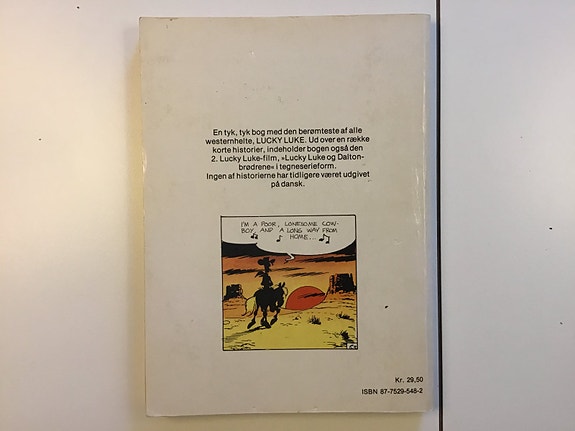 En tyk, tyk bog med den berømteste af alle
westernhelte, LUCKY LUKE. Ud over en række
korte historier, indeholder bogen også den
2. Lucky Luke-film, »Lucky Luke og Dalton-
brødrene« i tegneserieform.
Ingen af historierne har tidligere været udgivet
på dansk.
I'M A POOR, LONESOME COW-
BOY, AND A LONG WAY FROM
HOME...
Kr. 29,50
ISBN 87-7529-548-2